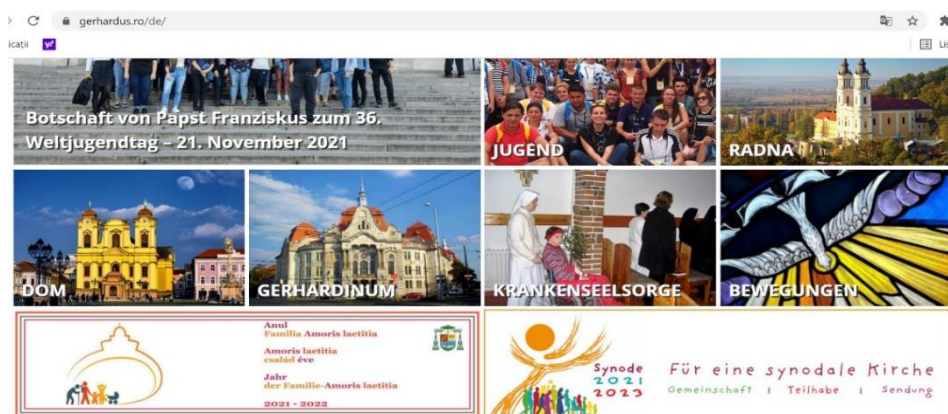 gerhardus.ro/de/
icații
Lis
Botschaft von Papst Franziskus zum 36.
Weltjugendtag – 21. November 2021
JUGEND
RADNA
DOM
GERHARDINUM
KRANKENSEELSORGE
BEWEGUNGEN
Anul
Familia Amoris laetitia
Amoris laetitia
család éve
Jahr
der Familie-Amoris laetitia
2021 - 2022
Synode
2021
2023
Für eine synodale Kirche
Gemeinschaft | Teilhabe | Sendung